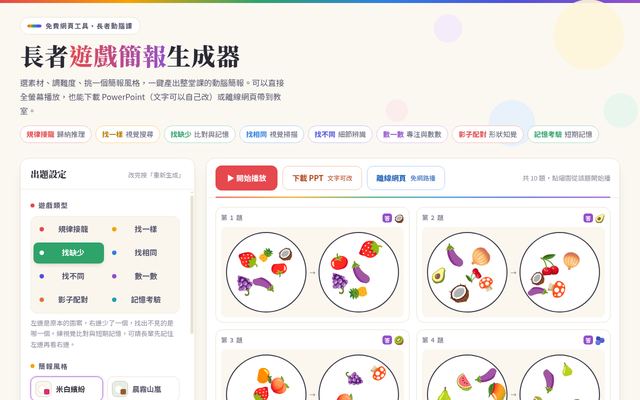 免費網頁工具，長者動腦課
長者遊戲簡報生成器
選素材、調難度、挑一個簡報風格，一鍵產出整堂課的動腦簡報。可以直接
全螢幕播放，也能下載 PowerPoint（文字可以自己改）或離線網頁帶到教
室。
規律接龍 歸納推理
找一樣 視覺搜尋
找缺少 比對與記憶
找相同 視覺掃描
找不同 細節辨識
數一數 專注與數數
影子配對 形狀知覺
記憶考驗 短期記憶
出題設定
改完按「重新生成」
遊戲類型
規律接龍
找一樣
找缺少
找相同
找不同
數一數
影子配對
記憶考驗
左邊是原本的圖案，右邊少了一個，找出不見的是
哪一個。練視覺比對與短期記憶，可請長輩先記住
左邊再看右邊。
簡報風格
米白繽紛
晨霧山嵐
▶ 開始播放
下載 PPT 文字可改
離線網頁 免網路播
共 10 題，點縮圖從該題開始播
第 1 題
答
第 2 題
答
第 3 題
答
第 4 題
答